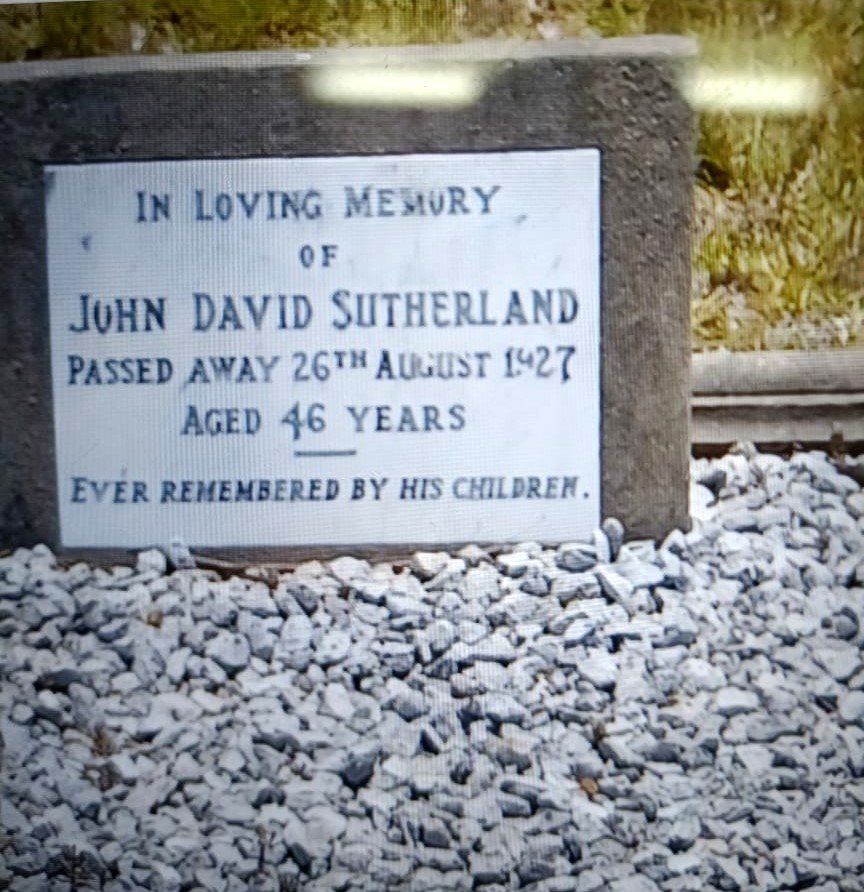 IN LOVING MEMORY
OF
JOHN DAVID SUTHERLAND
PASSED AWAY 26TH AUGUST 1927
AGED 46 YEARS
EVER REMEMBERED BY HIS CHILDREN.